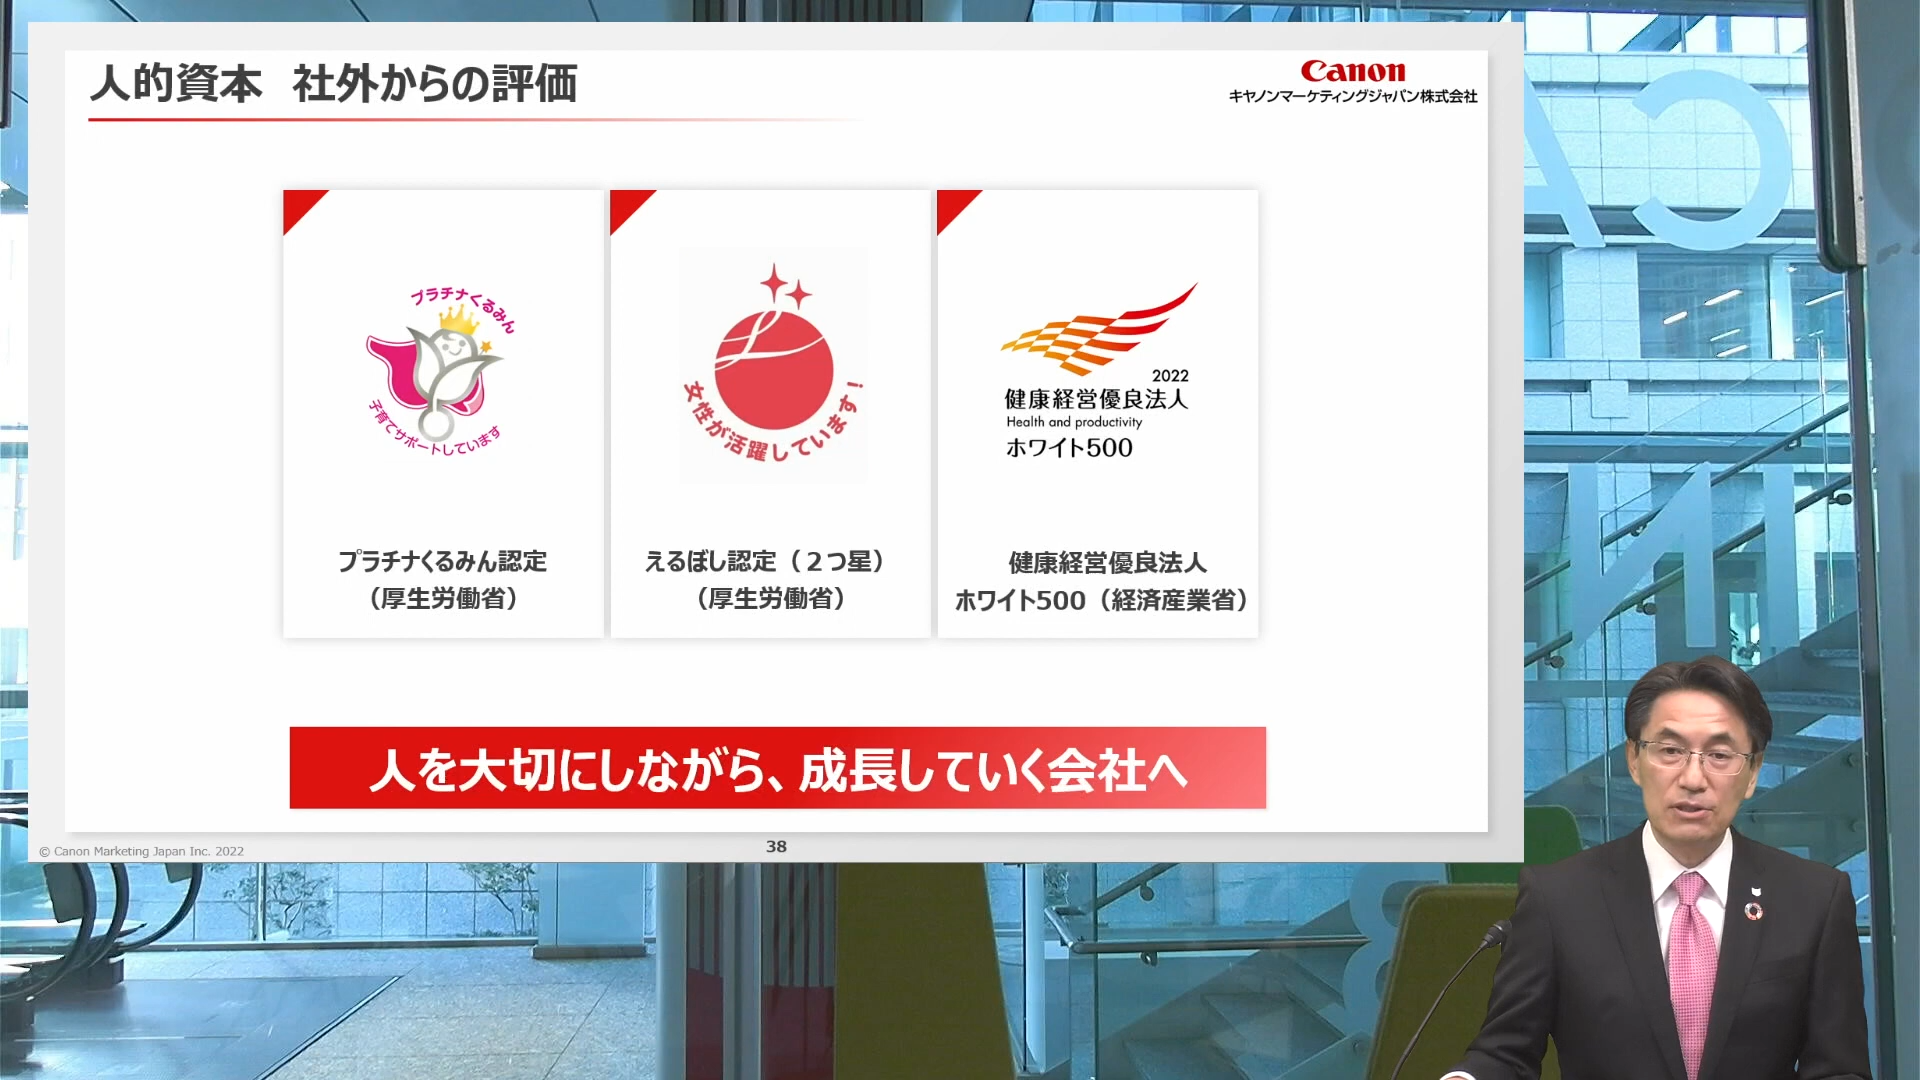 人的資本 社外からの評価
Canon
キヤノンマーケティングジャパン株式会社
プラチナくるみん
子育てサポートしています
女性が活躍しています！
2022
健康経営優良法人
Health and productivity
ホワイト500
プラチナくるみん認定
（厚生労働省）
えるぼし認定（２つ星）
（厚生労働省）
健康経営優良法人
ホワイト500（経済産業省）
人を大切にしながら、成長していく会社へ
© Canon Marketing Japan Inc. 2022
38